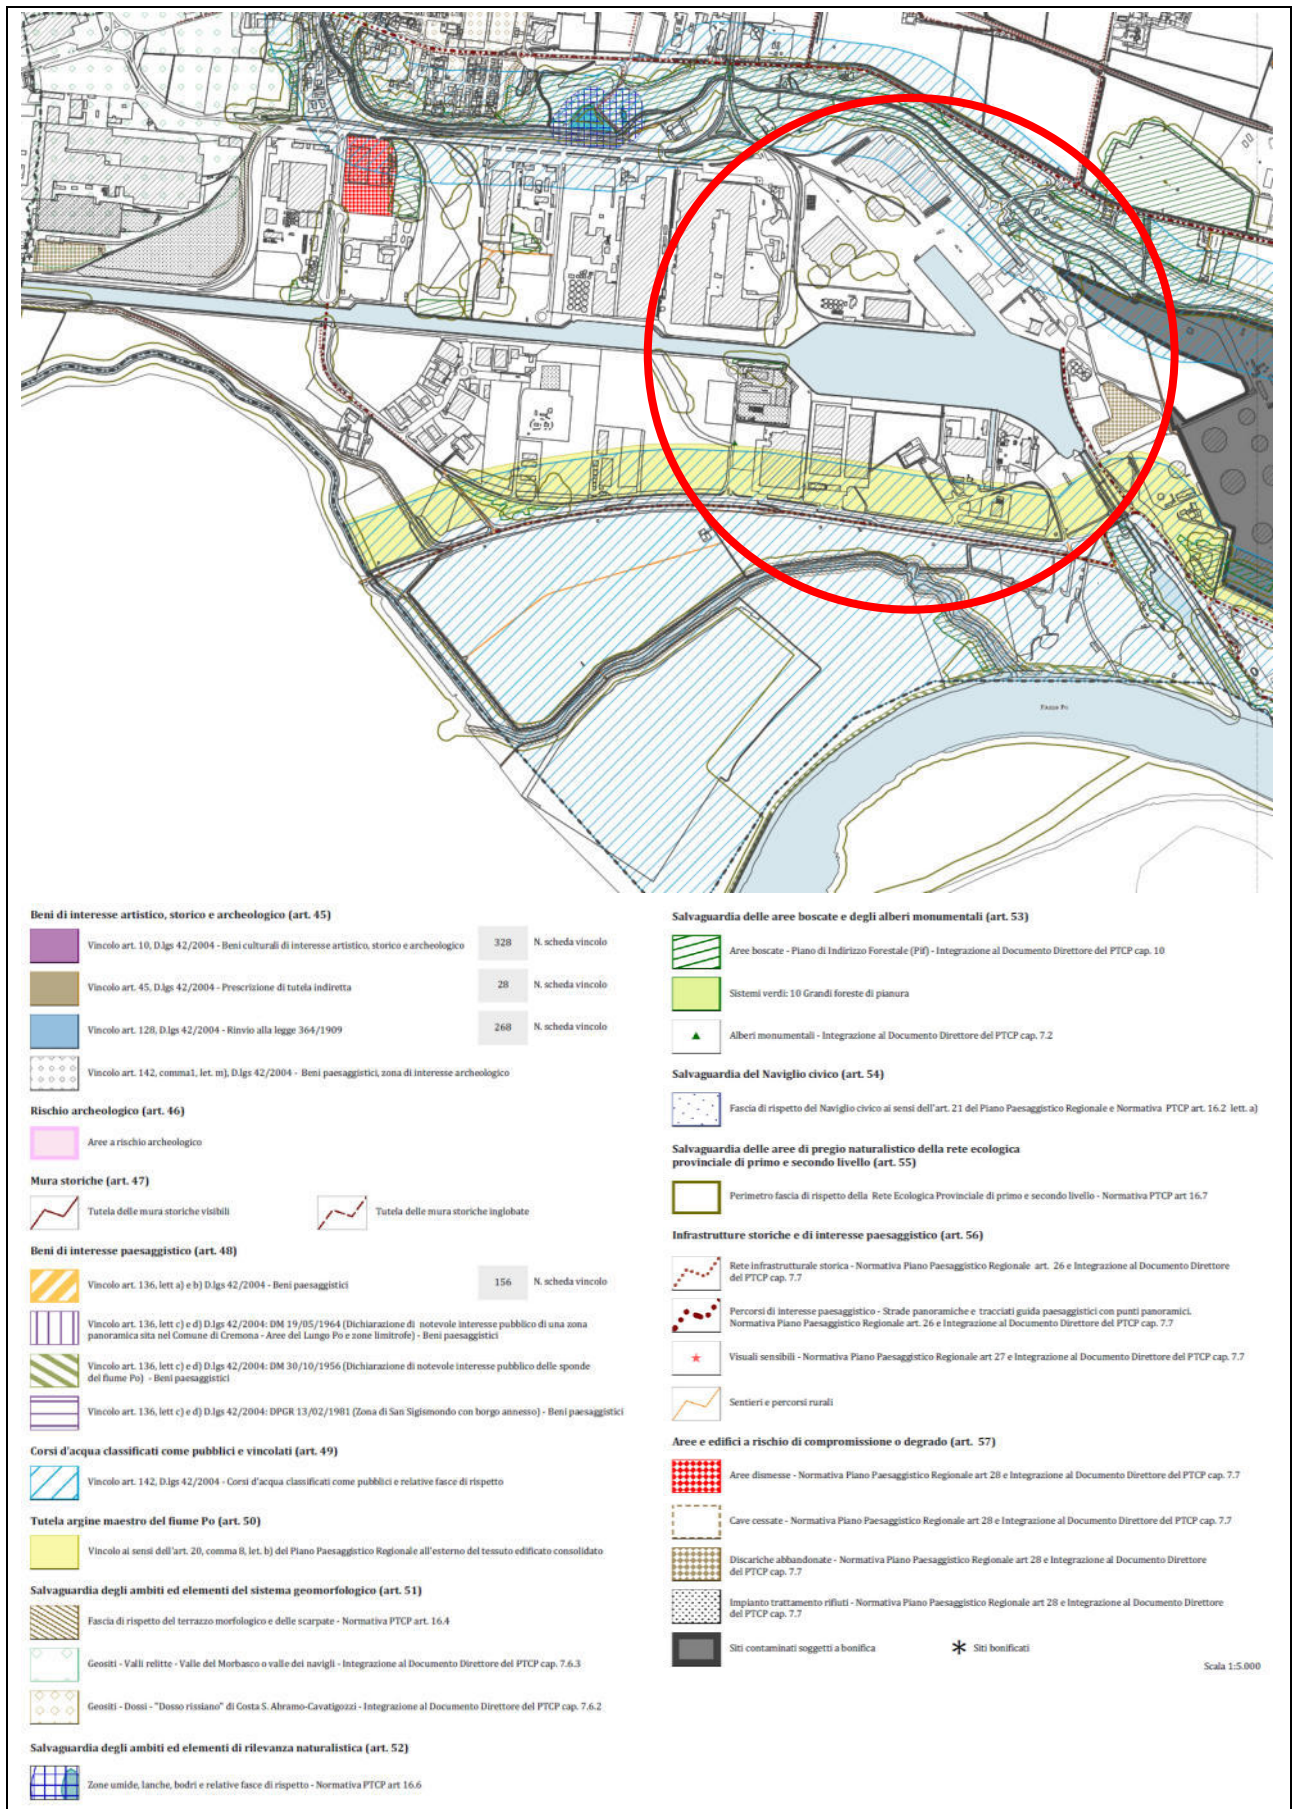 Fiume Po
Beni di interesse artistico, storico e archeologico (art. 45)
Vincolo art. 10, D.lgs 42/2004 - Beni culturali di interesse artistico, storico e archeologico
328 N. scheda vincolo
Vincolo art. 45, D.lgs 42/2004 - Prescrizione di tutela indiretta
28 N. scheda vincolo
Vincolo art. 128, D.lgs 42/2004 - Rinvio alla legge 364/1909
268 N. scheda vincolo
Vincolo art. 142, comma1, let. m), D.lgs 42/2004 - Beni paesaggistici, zona di interesse archeologico
Rischio archeologico (art. 46)
Aree a rischio archeologico
Mura storiche (art. 47)
Tutela delle mura storiche visibili
Tutela delle mura storiche inglobate
Beni di interesse paesaggistico (art. 48)
Vincolo art. 136, lett a) e b) D.lgs 42/2004 - Beni paesaggistici
156 N. scheda vincolo
Vincolo art. 136, lett c) e d) D.lgs 42/2004: DM 19/05/1964 (Dichiarazione di notevole interesse pubblico di una zona
panoramica sita nel Comune di Cremona - Aree del Lungo Po e zone limitrofe) - Beni paesaggistici
Vincolo art. 136, lett c) e d) D.lgs 42/2004: DM 30/10/1956 (Dichiarazione di notevole interesse pubblico delle sponde
del fiume Po) - Beni paesaggistici
Vincolo art. 136, lett c) e d) D.lgs 42/2004: DPGR 13/02/1981 (Zona di San Sigismondo con borgo annesso) - Beni paesaggistici
Corsi d'acqua classificati come pubblici e vincolati (art. 49)
Vincolo art. 142, D.lgs 42/2004 - Corsi d'acqua classificati come pubblici e relative fasce di rispetto
Tutela argine maestro del fiume Po (art. 50)
Vincolo ai sensi dell'art. 20, comma 8, let. b) del Piano Paesaggistico Regionale all'esterno del tessuto edificato consolidato
Salvaguardia degli ambiti ed elementi del sistema geomorfologico (art. 51)
Fascia di rispetto del terrazzo morfologico e delle scarpate - Normativa PTCP art. 16.4
Geositi - Valli relitte - Valle del Morbasco o valle dei navigli - Integrazione al Documento Direttore del PTCP cap. 7.6.3
Geositi - Dossi - "Dosso rissiano" di Costa S. Abramo-Cavatigozzi - Integrazione al Documento Direttore del PTCP cap. 7.6.2
Salvaguardia degli ambiti ed elementi di rilevanza naturalistica (art. 52)
Zone umide, lanche, bodri e relative fasce di rispetto - Normativa PTCP art 16.6
Salvaguardia delle aree boscate e degli alberi monumentali (art. 53)
Aree boscate - Piano di Indirizzo Forestale (Pif) - Integrazione al Documento Direttore del PTCP cap. 10
Sistemi verdi: 10 Grandi foreste di pianura
Alberi monumentali - Integrazione al Documento Direttore del PTCP cap. 7.2
Salvaguardia del Naviglio civico (art. 54)
Fascia di rispetto del Naviglio civico ai sensi dell'art. 21 del Piano Paesaggistico Regionale e Normativa PTCP art. 16.2 lett. a)
Salvaguardia delle aree di pregio naturalistico della rete ecologica
provinciale di primo e secondo livello (art. 55)
Perimetro fascia di rispetto della Rete Ecologica Provinciale di primo e secondo livello - Normativa PTCP art 16.7
Infrastrutture storiche e di interesse paesaggistico (art. 56)
Rete infrastrutturale storica - Normativa Piano Paesaggistico Regionale art. 26 e Integrazione al Documento Direttore
del PTCP cap. 7.7
Percorsi di interesse paesaggistico - Strade panoramiche e tracciati guida paesaggistici con punti panoramici.
Normativa Piano Paesaggistico Regionale art. 26 e Integrazione al Documento Direttore del PTCP cap. 7.7
Visuali sensibili - Normativa Piano Paesaggistico Regionale art 27 e Integrazione al Documento Direttore del PTCP cap. 7.7
Sentieri e percorsi rurali
Aree e edifici a rischio di compromissione o degrado (art. 57)
Aree dismesse - Normativa Piano Paesaggistico Regionale art 28 e Integrazione al Documento Direttore del PTCP cap. 7.7
Cave cessate - Normativa Piano Paesaggistico Regionale art 28 e Integrazione al Documento Direttore del PTCP cap. 7.7
Discariche abbandonate - Normativa Piano Paesaggistico Regionale art 28 e Integrazione al Documento Direttore
del PTCP cap. 7.7
Impianto trattamento rifiuti - Normativa Piano Paesaggistico Regionale art 28 e Integrazione al Documento Direttore
del PTCP cap. 7.7
Siti contaminati soggetti a bonifica
Siti bonificati
Scala 1:5.000